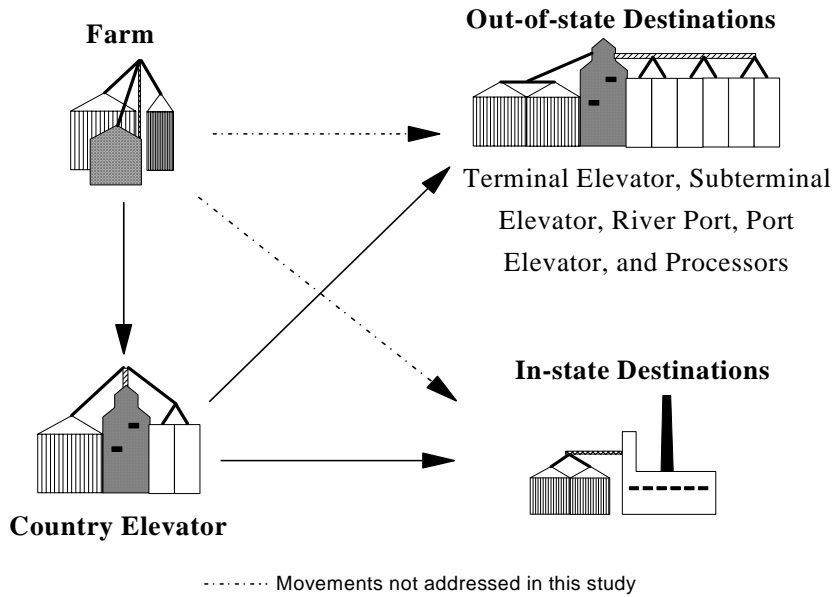 Farm
Out-of-state Destinations
Terminal Elevator, Subterminal
Elevator, River Port, Port
Elevator, and Processors
In-state Destinations
Country Elevator
Movements not addressed in this study